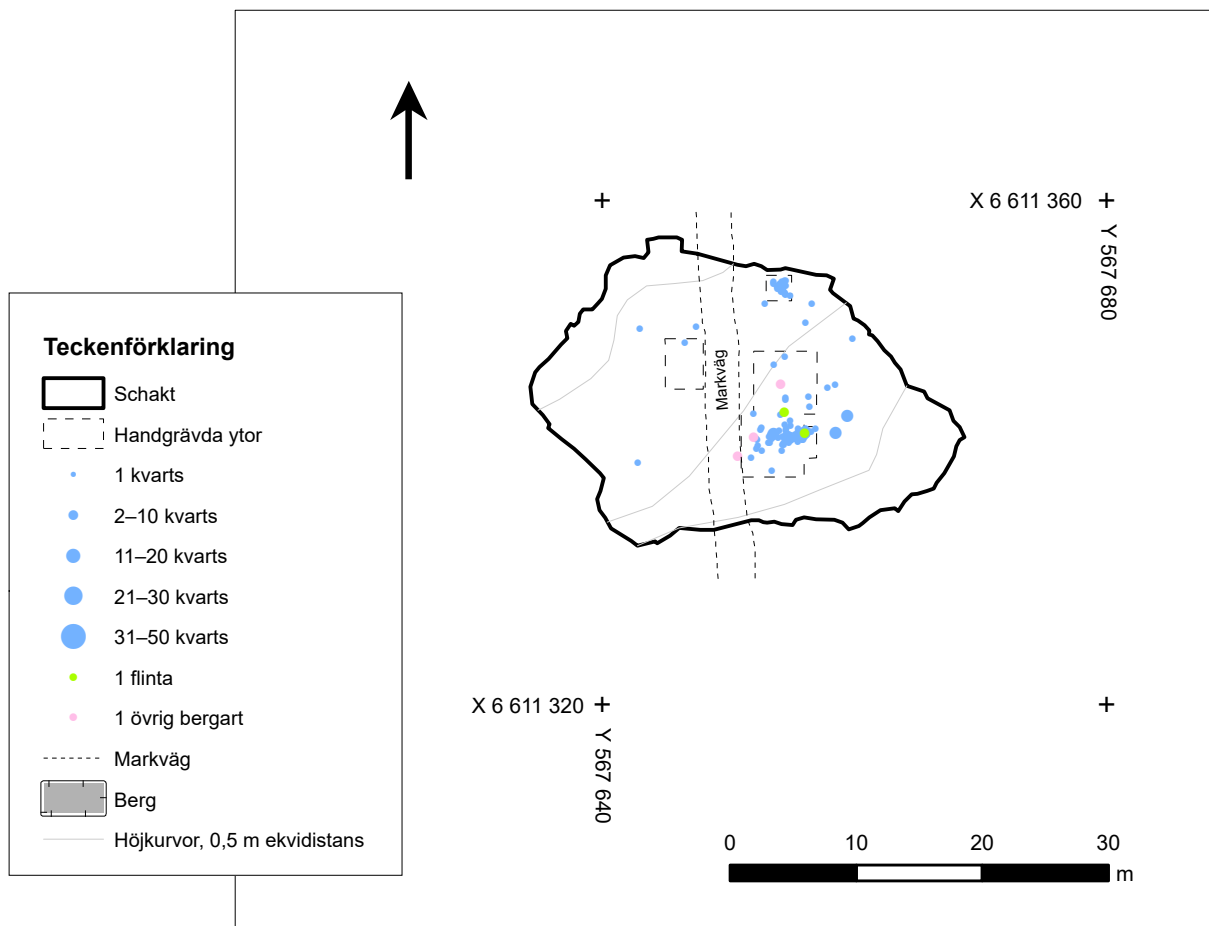 X 6 611 360
Y 567 680
Markväg
X 6 611 320
Y 567 640
Teckenförklaring
Schakt
Handgrävda ytor
1 kvarts
2–10 kvarts
11–20 kvarts
21–30 kvarts
31–50 kvarts
1 flinta
1 övrig bergart
Markväg
Berg
Höjkurvor, 0,5 m ekvidistans
0 10 20 30
m